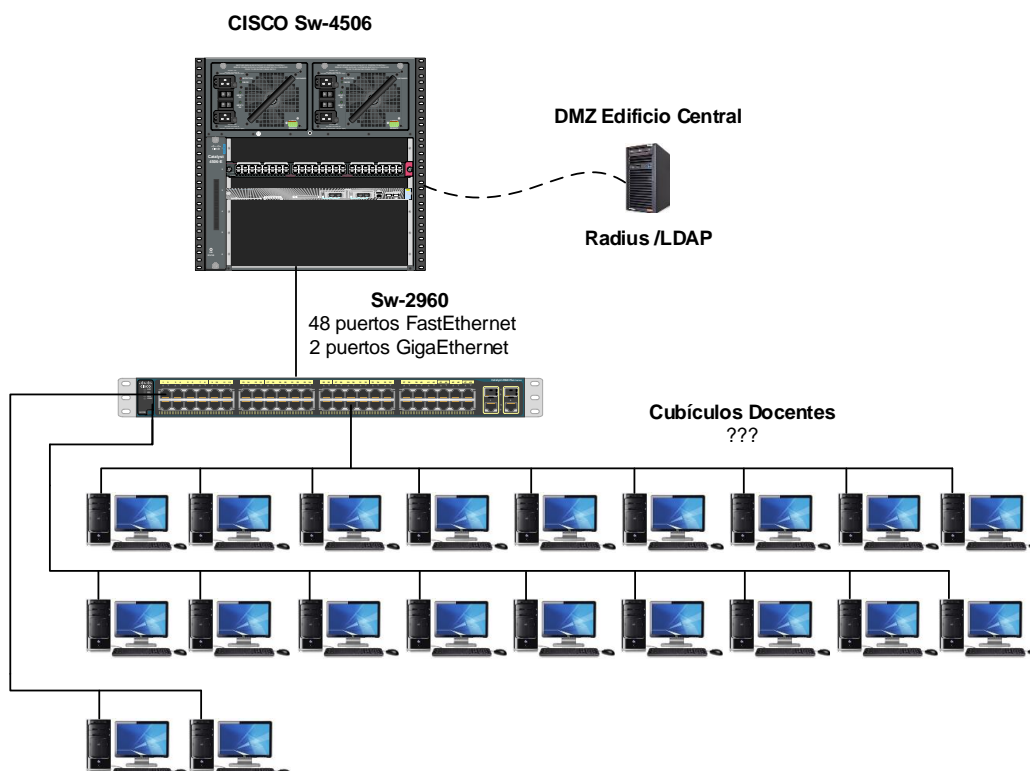 CISCO Sw-4506
DMZ Edificio Central
Radius /LDAP
Sw-2960
48 puertos FastEthernet
2 puertos GigaEthernet
Cubículos Docentes
???